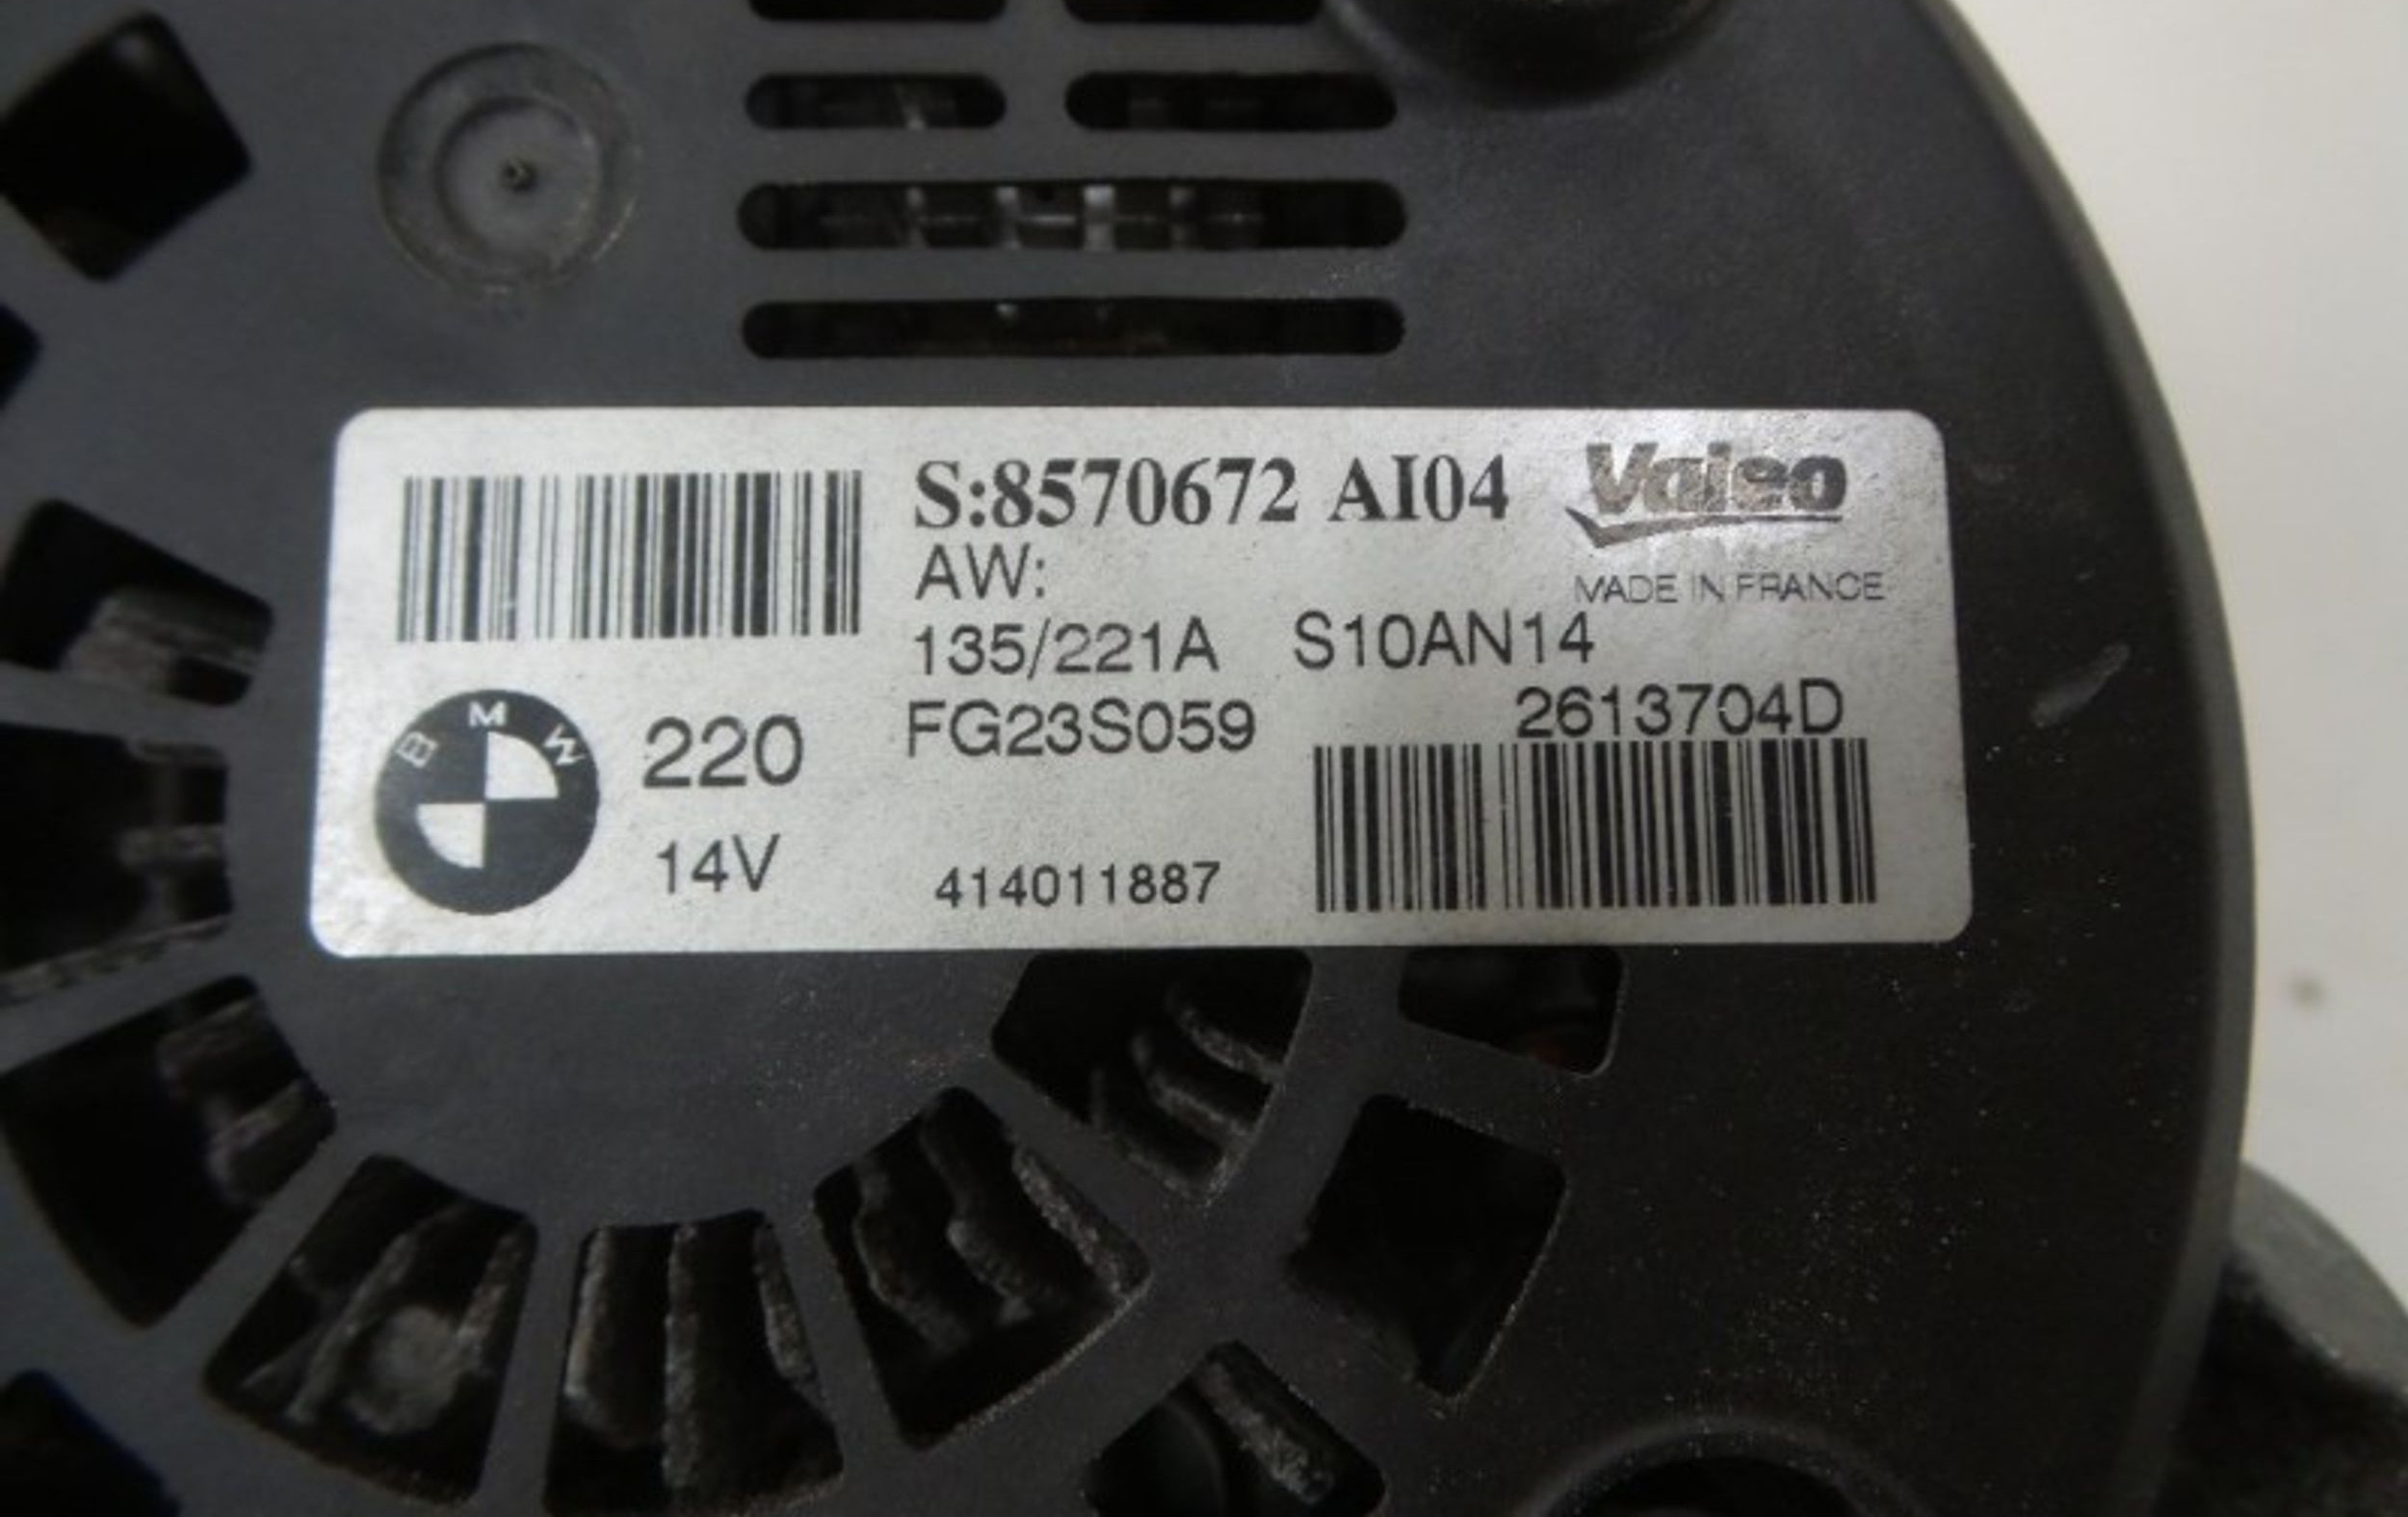 S:8570672 AI04
Valeo
AW:
MADE IN FRANCE
135/221A S10AN14
BMW
220
FG23S059
2613704D
14V
414011887